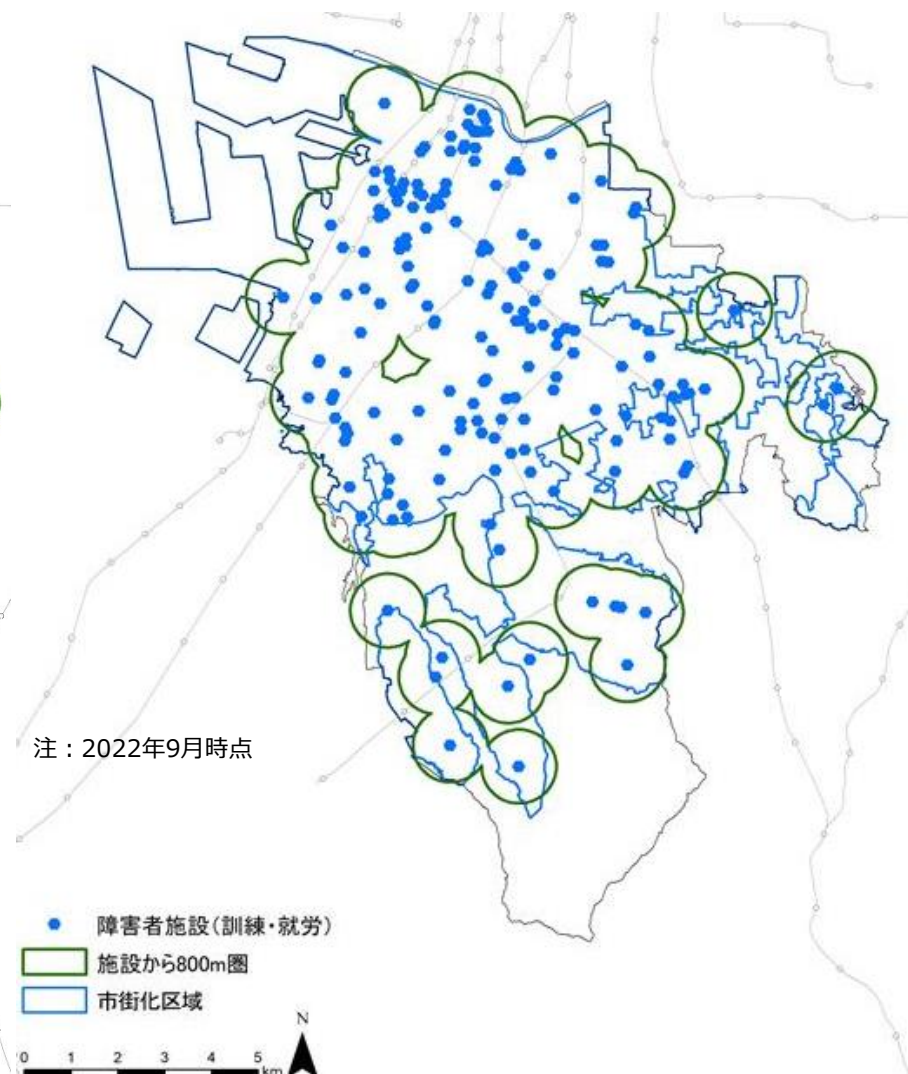 注：2022年9月時点
障害者施設（訓練・就労）
施設から800m圏
市街化区域
N
0 1 2 3 4 5
km